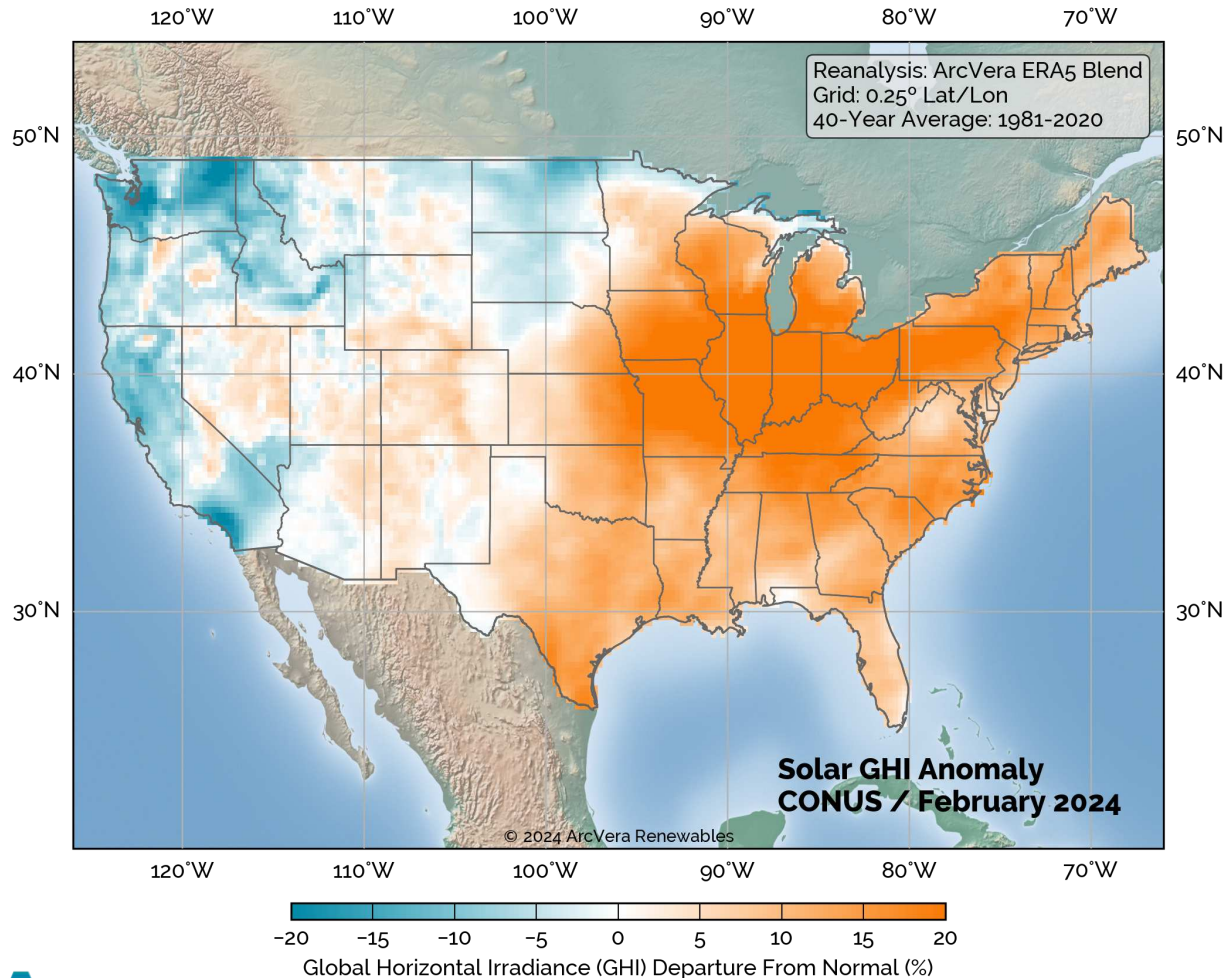 120°W 110°W 100°W 90°W 80°W 70°W
Reanalysis: ArcVera ERA5 Blend
Grid: 0.25° Lat/Lon
40-Year Average: 1981-2020
50°N 50°N
40°N 40°N
30°N 30°N
Solar GHI Anomaly
CONUS / February 2024
© 2024 ArcVera Renewables
120°W 110°W 100°W 90°W 80°W 70°W
−20 −15 −10 −5 0 5 10 15 20
Global Horizontal Irradiance (GHI) Departure From Normal (%)